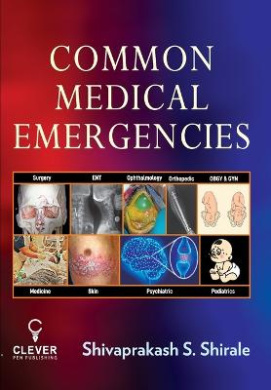 COMMON
MEDICAL
EMERGENCIES
Surgery ENT Ophthalmology Orthopedic OBGY & GYN
Medicine Skin Psychiatric Pediatrics
CLEVER
PEN PUBLISHING
Shivaprakash S. Shirale